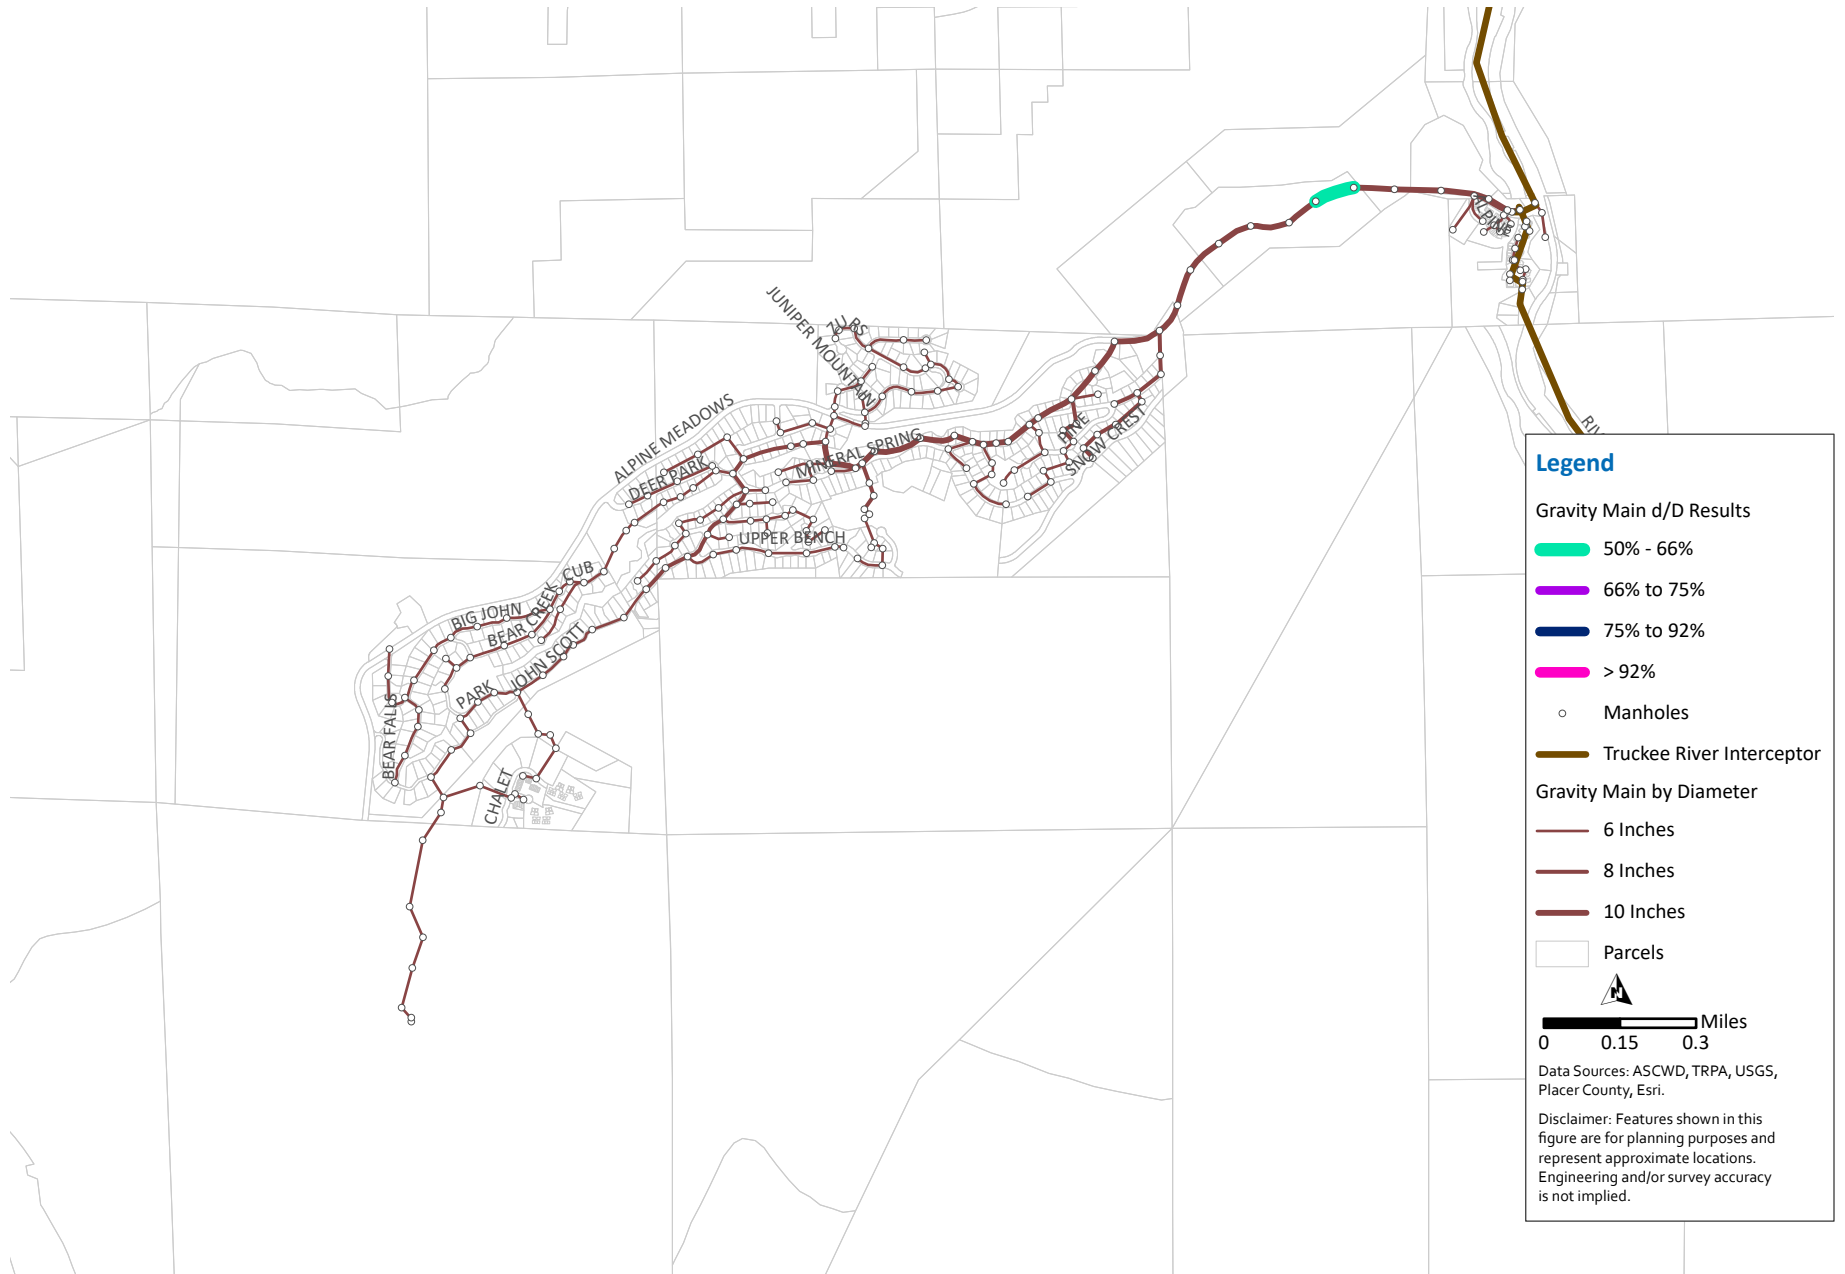 ALPINE
JUNIPER MOUNTAIN
ALPINE MEADOWS
DEER PARK
MINERAL SPRING
PINE
SNOW CREST
UPPER BENCH
CUB
BIG JOHN
BEAR CREEK
JOHN SCOTT
PARK
BEAR FALLS
CHALET
Legend
Gravity Main d/D Results
50% - 66%
66% to 75%
75% to 92%
> 92%
Manholes
Truckee River Interceptor
Gravity Main by Diameter
6 Inches
8 Inches
10 Inches
Parcels
N
Miles
0 0.15 0.3
Data Sources: ASCWD, TRPA, USGS,
Placer County, Esri.
Disclaimer: Features shown in this
figure are for planning purposes and
represent approximate locations.
Engineering and/or survey accuracy
is not implied.